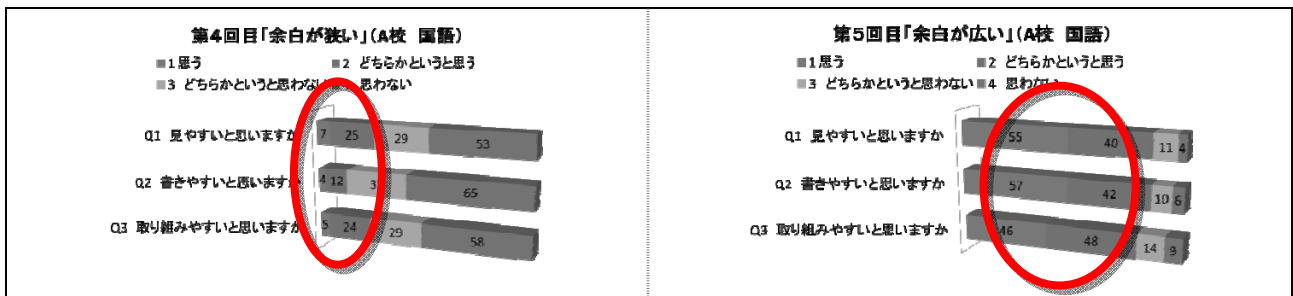 第4回目「余白が狭い」(A校 国語)
■1思う ■2 どちらかというと思う
■3 どちらかというと思わない 思わない
Q1 見やすいと思いますか 7 25 29 53
Q2 書きやすいと思いますか 4 12 3 65
Q3 取り組みやすいと思いますか 5 24 29 58
第5回目「余白が広い」(A校 国語)
■1思う ■2 どちらかというと思う
■3 どちらかというと思わない ■4 思わない
Q1 見やすいと思いますか 55 40 11 4
Q2 書きやすいと思いますか 57 42 10 6
Q3 取り組みやすいと思いますか 46 48 14 9